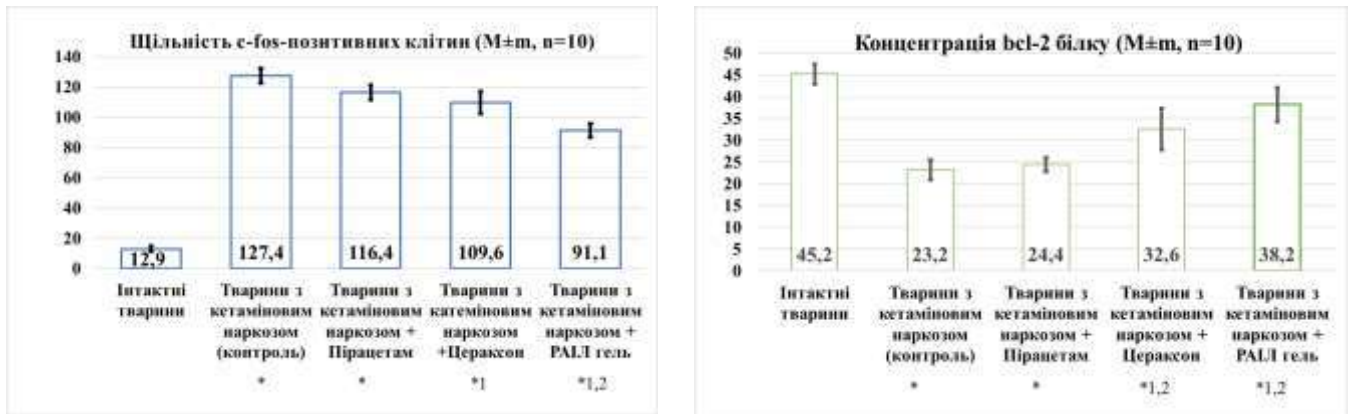 Щільність c-fos-позитивних клітин (M±m, n=10)
140
120
100
80
60
40
20
0
12,9
127,4
116,4
109,6
91,1
Інтактні
тварини
Тварини з
кетаміновим
наркозом
(контроль)
Тварини з
кетаміновим
наркозом +
Пірацетам
Тварини з
катеміновим
наркозом
+Цераксон
Тварини з
кетаміновим
наркозом +
РАІЛ гель
*
*
*1
*1,2
Концентрація bcl-2 білку (M±m, n=10)
50
45
40
35
30
25
20
15
10
5
0
45,2
23,2
24,4
32,6
38,2
Інтактні
тварини
Тварини з
кетаміновим
наркозом
(контроль)
Тварини з
кетаміновим
наркозом +
Пірацетам
Тварини з
кетаміновим
наркозом +
Цераксон
Тварини з
кетаміновим
наркозом +
РАІЛ гель
*
*
*1,2
*1,2